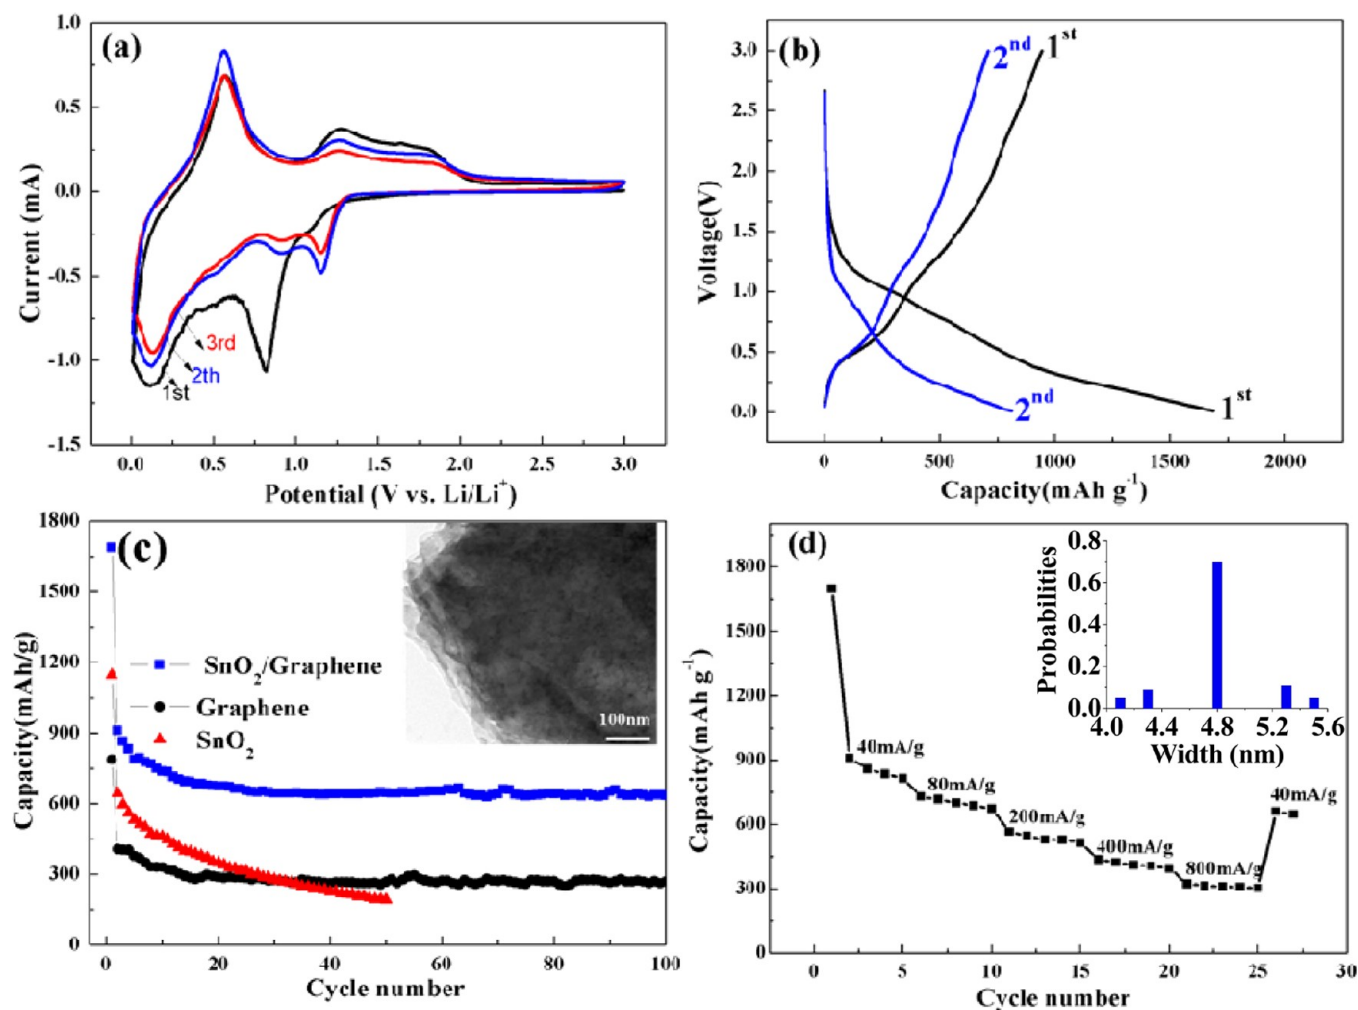 (a)
1.0
0.5
0.0
-0.5
-1.0
-1.5
Current (mA)
3rd
2th
1st
0.0 0.5 1.0 1.5 2.0 2.5 3.0
Potential (V vs. Li/Li⁺)
(b)
2ⁿᵈ 1ˢᵗ
3.0
2.5
2.0
1.5
1.0
0.5
0.0
Voltage(V)
2ⁿᵈ 1ˢᵗ
0 500 1000 1500 2000
Capacity(mAh g⁻¹)
(c)
1800
1500
1200
900
600
300
0
Capacity(mAh/g)
SnO₂/Graphene
Graphene
SnO₂
100nm
0 20 40 60 80 100
Cycle number
(d)
1800
1500
1200
900
600
300
0
Capacity(mAh g⁻¹)
40mA/g
80mA/g
200mA/g
400mA/g
800mA/g
40mA/g
0.8
0.6
0.4
0.2
0.0
Probabilities
4.0 4.4 4.8 5.2 5.6
Width (nm)
0 5 10 15 20 25 30
Cycle number